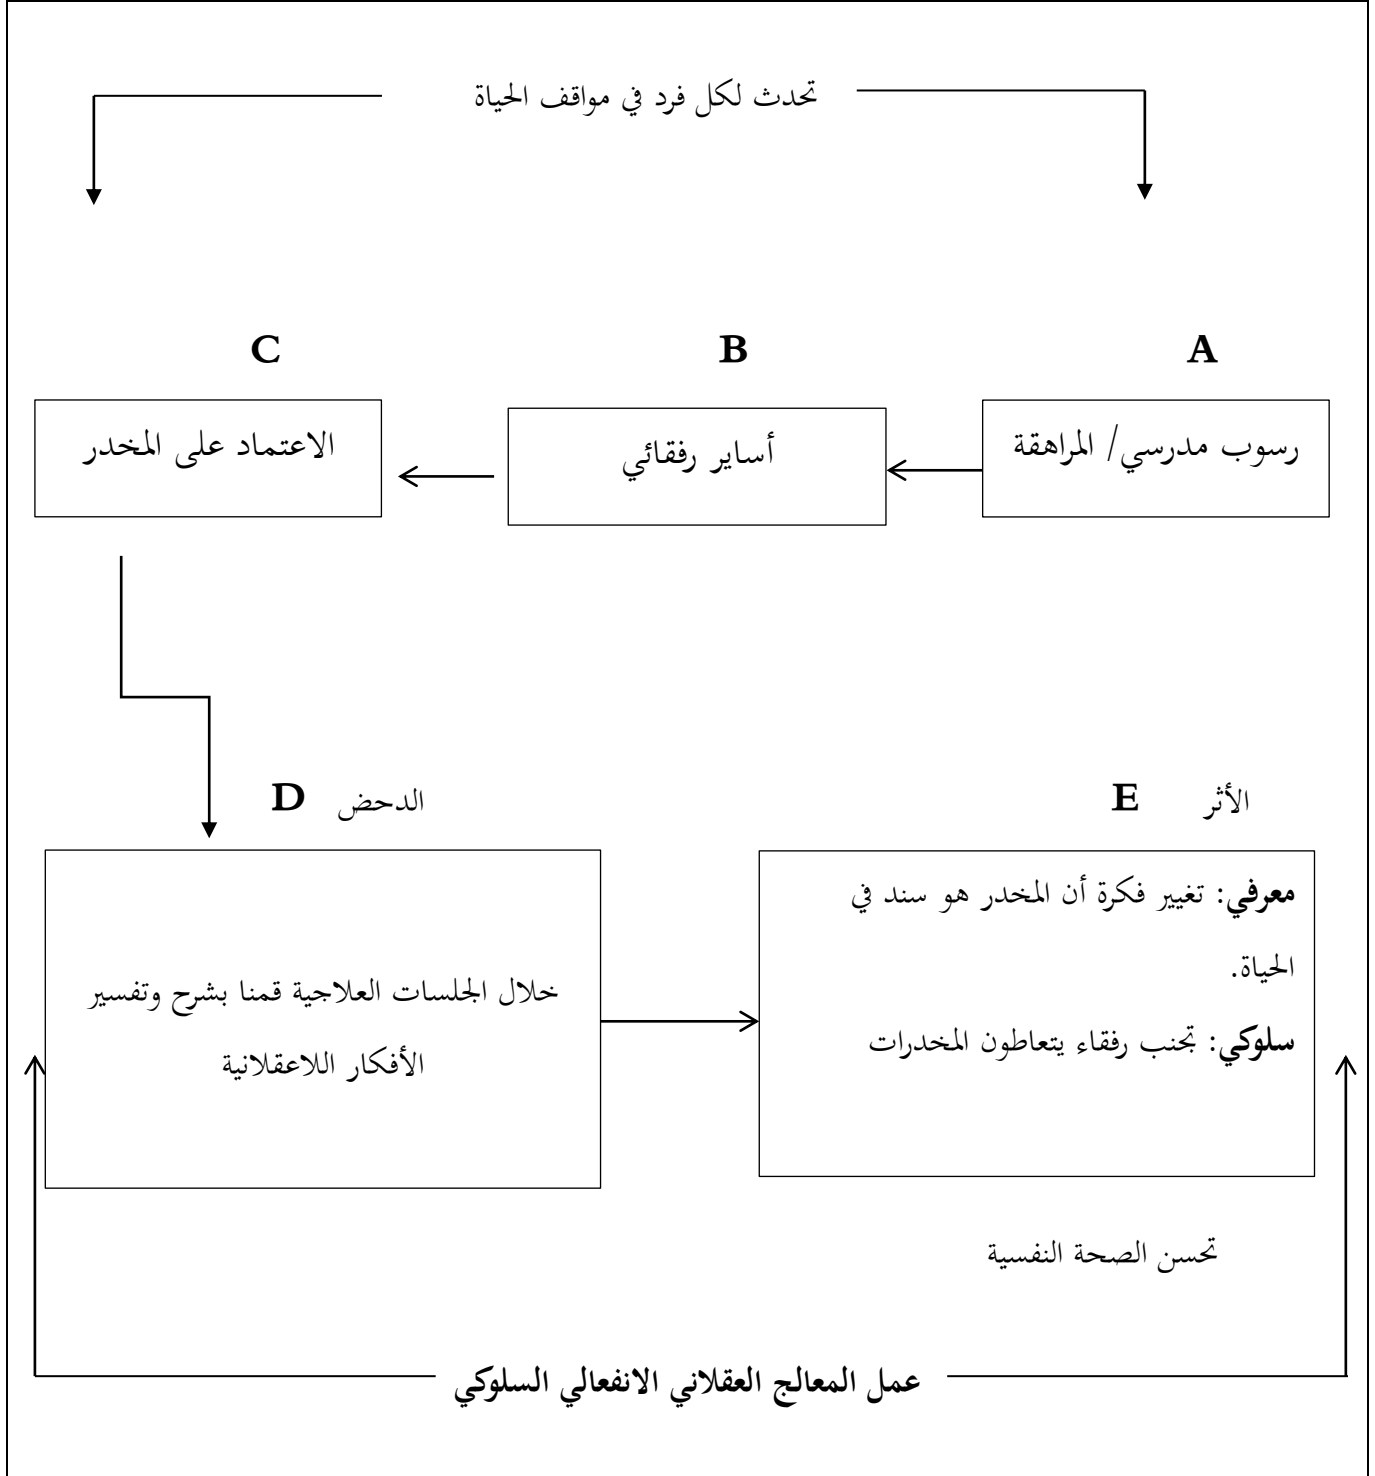 تحدث لكل فرد في مواقف الحياة
A
B
C
رسوب مدرسي/ المراهقة
أساير رفقائي
الاعتماد على المخدر
الأثر E
الدحض D
معرفي: تغيير فكرة أن المخدر هو سند في
الحياة.
سلوكي: تجنب رفقاء يتعاطون المخدرات
خلال الجلسات العلاجية قمنا بشرح وتفسير
الأفكار اللاعقلانية
تحسن الصحة النفسية
عمل المعالج العقلاني الانفعالي السلوكي